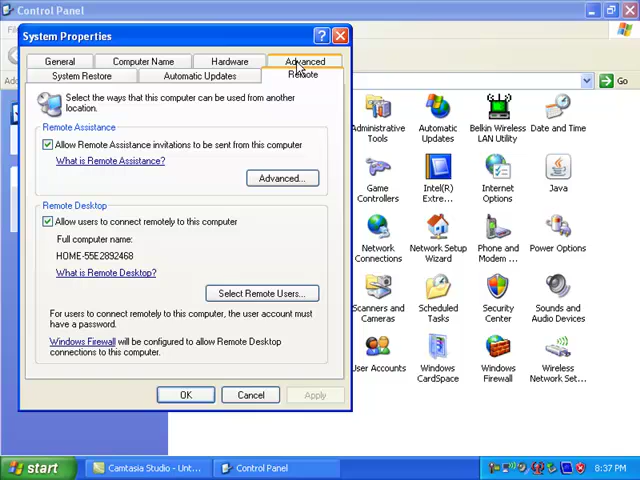 Control Panel
System Properties
General
Computer Name
Hardware
Advanced
System Restore
Automatic Updates
Remote
Select the ways that this computer can be used from another
location.
Remote Assistance
Allow Remote Assistance invitations to be sent from this computer
What is Remote Assistance?
Advanced...
Remote Desktop
Allow users to connect remotely to this computer
Full computer name:
HOME-55E2892468
What is Remote Desktop?
Select Remote Users...
For users to connect remotely to this computer, the user account must
have a password.
Windows Firewall will be configured to allow Remote Desktop
connections to this computer.
OK
Cancel
Apply
Go
Administrative
Tools
Automatic
Updates
Belkin Wireless
LAN Utility
Date and Time
Game
Controllers
Intel(R)
Extre...
Internet
Options
Java
Network
Connections
Network Setup
Wizard
Phone and
Modem ...
Power Options
Scanners and
Cameras
Scheduled
Tasks
Security
Center
Sounds and
Audio Devices
User Accounts
Windows
CardSpace
Windows
Firewall
Wireless
Network Set...
start
Camtasia Studio - Unt...
Control Panel
8:37 PM